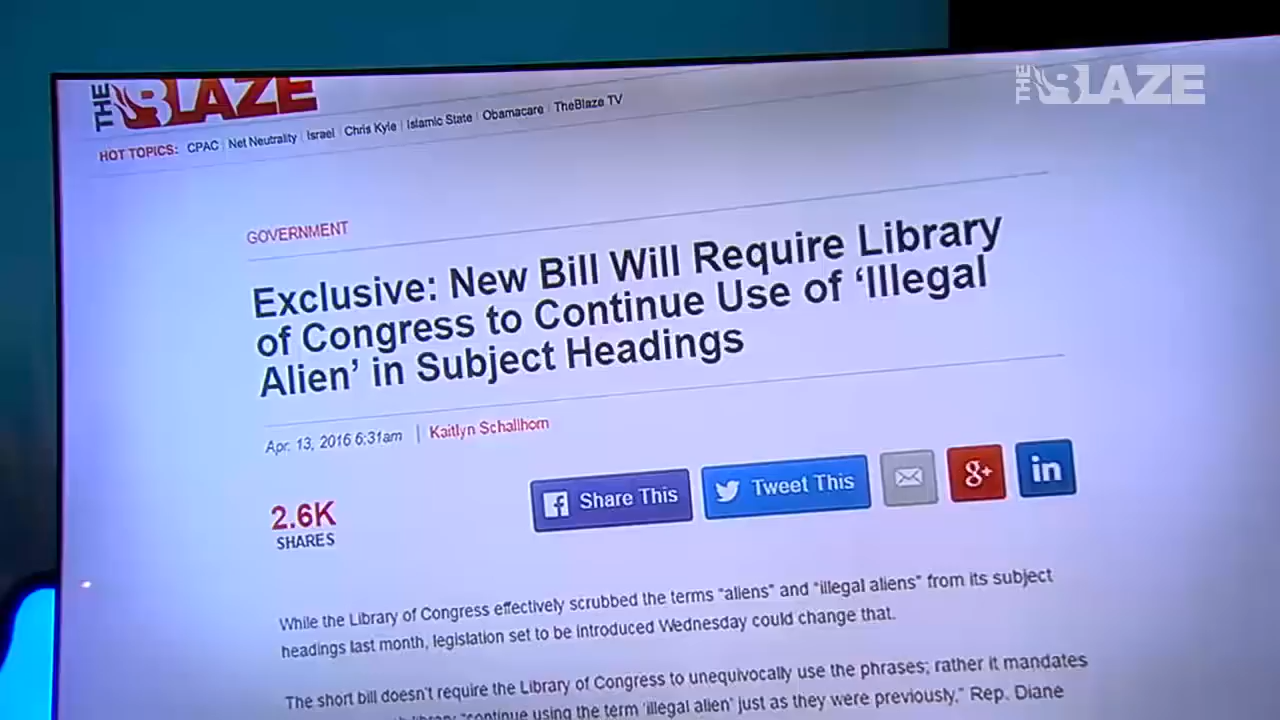 THE BLAZE
THE BLAZE
HOT TOPICS: CPAC | Net Neutrality | Israel | Chris Kyle | Islamic State | Obamacare | TheBlaze TV
GOVERNMENT
Exclusive: New Bill Will Require Library
of Congress to Continue Use of ‘Illegal
Alien’ in Subject Headings
Apr. 13, 2016 6:31am | Kaitlyn Schallhorn
2.6K
SHARES
f Share This
Tweet This
g+
in
While the Library of Congress effectively scrubbed the terms “aliens” and “illegal aliens” from its subject
headings last month, legislation set to be introduced Wednesday could change that.
The short bill doesn't require the Library of Congress to unequivocally use the phrases; rather it mandates
“continue using the term ‘illegal alien’ just as they were previously,” Rep. Diane